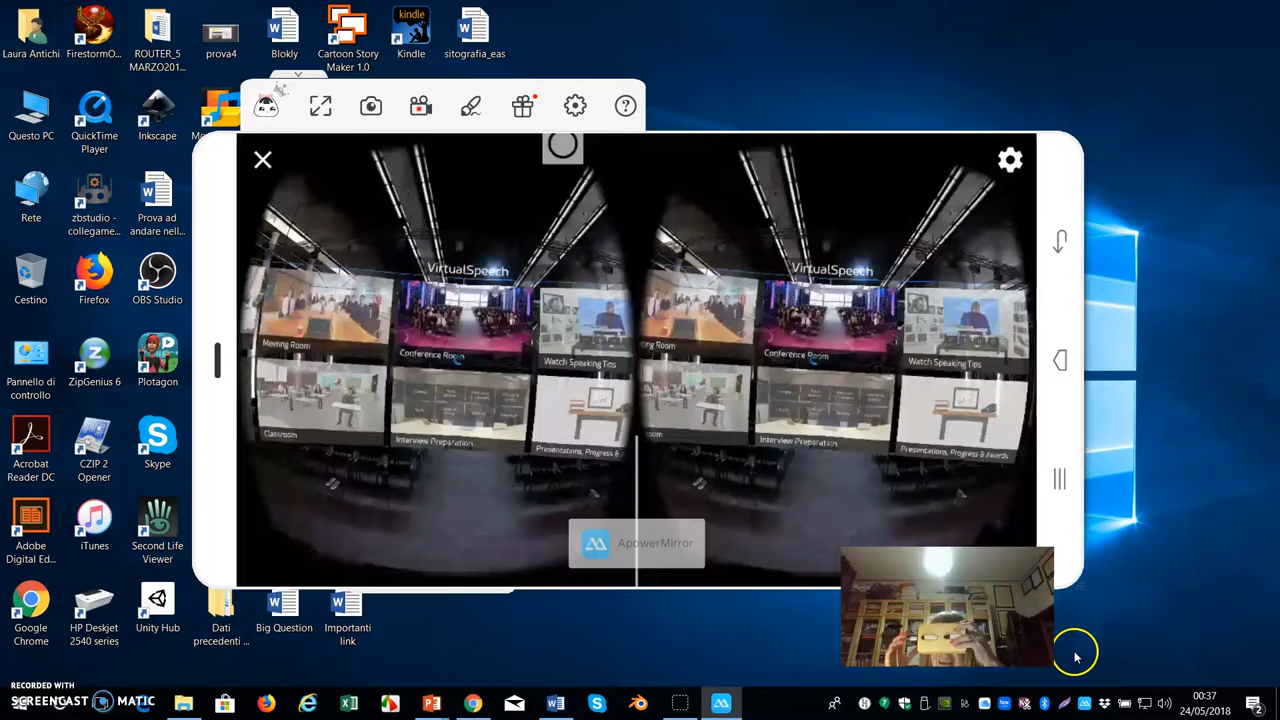 Laura Antichi
FirestormO...
ROUTER_5
MARZO201...
prova4
Blokly
Cartoon Story
Maker 1.0
kindle
Kindle
sitografia_eas
Questo PC
QuickTime
Player
Inkscape
Rete
zbstudio -
collegame...
Prova ad
andare nell...
Cestino
Firefox
OBS Studio
Pannello di
controllo
ZipGenius 6
Plotagon
Acrobat
Reader DC
CZIP 2
Opener
Skype
Adobe
Digital Ed...
iTunes
Second Life
Viewer
Google
Chrome
HP Deskjet
2540 series
Unity Hub
Dati
precedenti ...
Big Question
Importanti
link
VirtualSpeech
VirtualSpeech
Meeting Room
Conference Room
Watch Speaking Tips
ting Room
Conference Room
Watch Speaking Tips
Classroom
Interview Preparation
Presentations, Progress &
room
Interview Preparation
Presentations, Progress & Awards
ApowerMirror
RECORDED WITH
SCREENCAST MATIC
00:37
24/05/2018
2